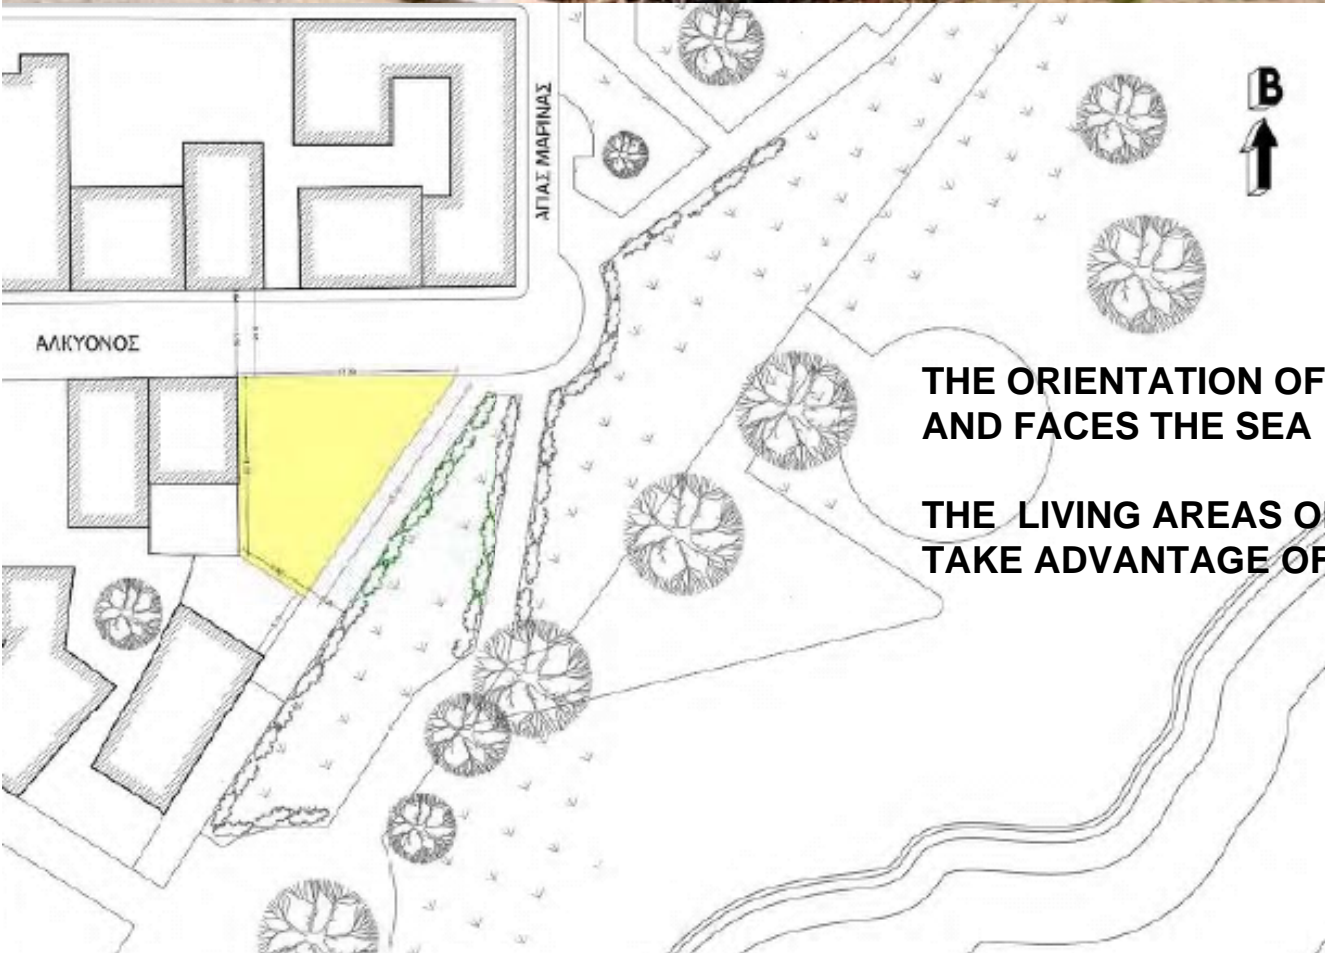 ΑΓΙΑΣ ΜΑΡΙΝΑΣ
Β
ΑΛΚΥΟΝΟΣ
THE ORIENTATION OF
AND FACES THE SEA
THE LIVING AREAS
TAKE ADVANTAGE OF